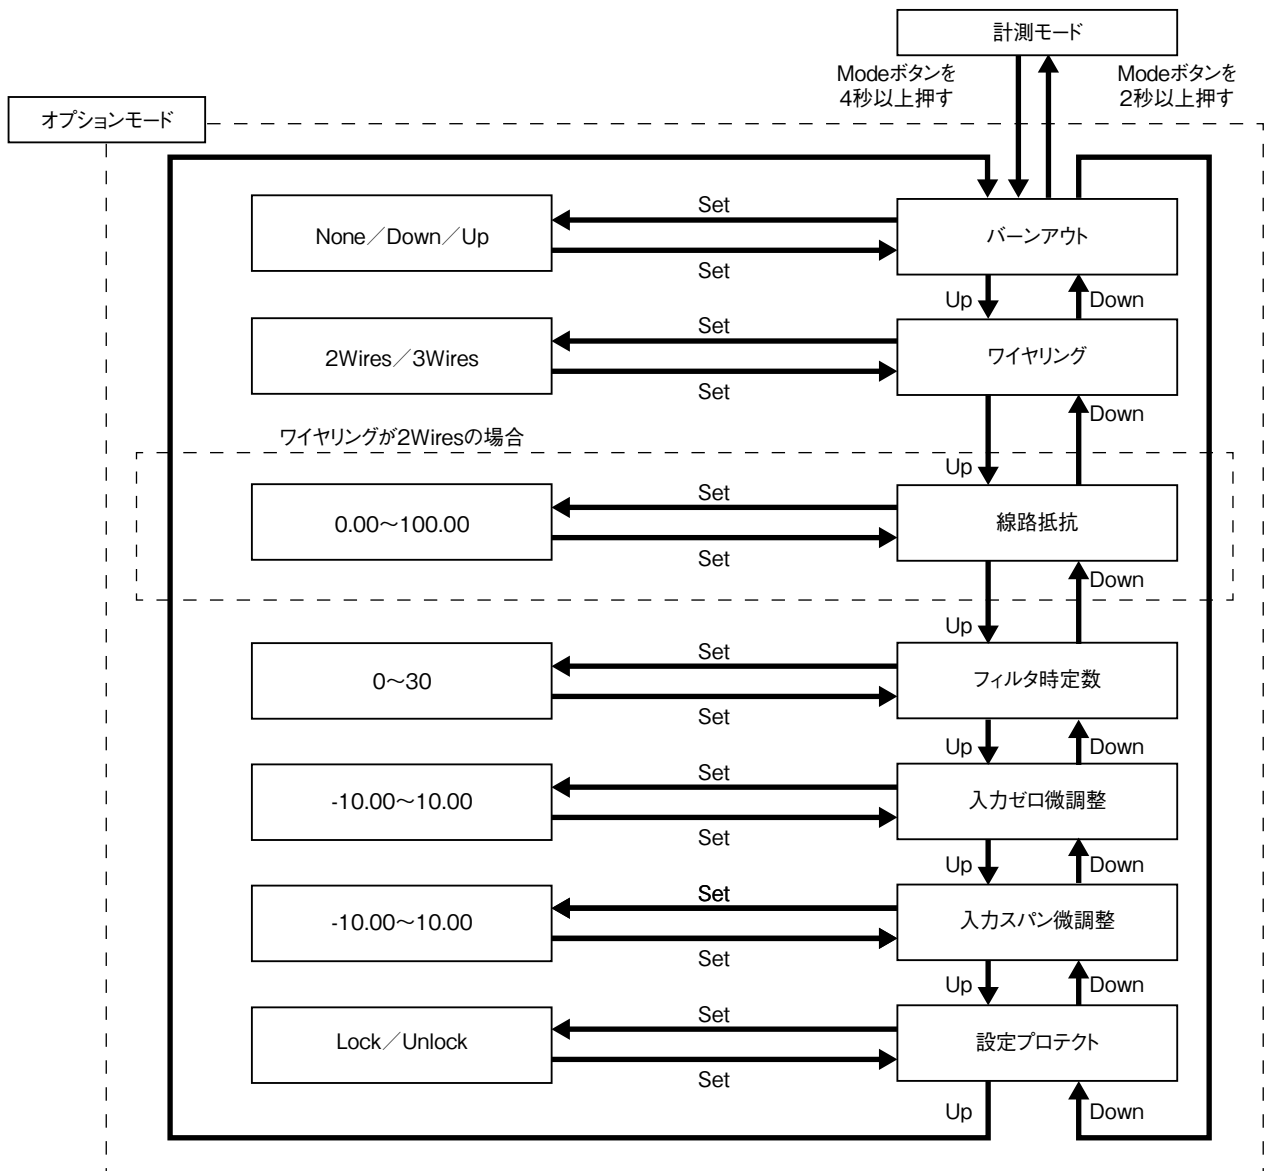 計測モード
Modeボタンを
4秒以上押す
Modeボタンを
2秒以上押す
オプションモード
None／Down／Up
Set
Set
バーンアウト
Up
Down
2Wires／3Wires
Set
Set
ワイヤリング
Down
ワイヤリングが2Wiresの場合
Up
0.00～100.00
Set
Set
線路抵抗
Down
Up
0～30
Set
Set
フィルタ時定数
Up
Down
-10.00～10.00
Set
Set
入力ゼロ微調整
Up
Down
-10.00～10.00
Set
Set
入力スパン微調整
Up
Down
Lock／Unlock
Set
Set
設定プロテクト
Up
Down